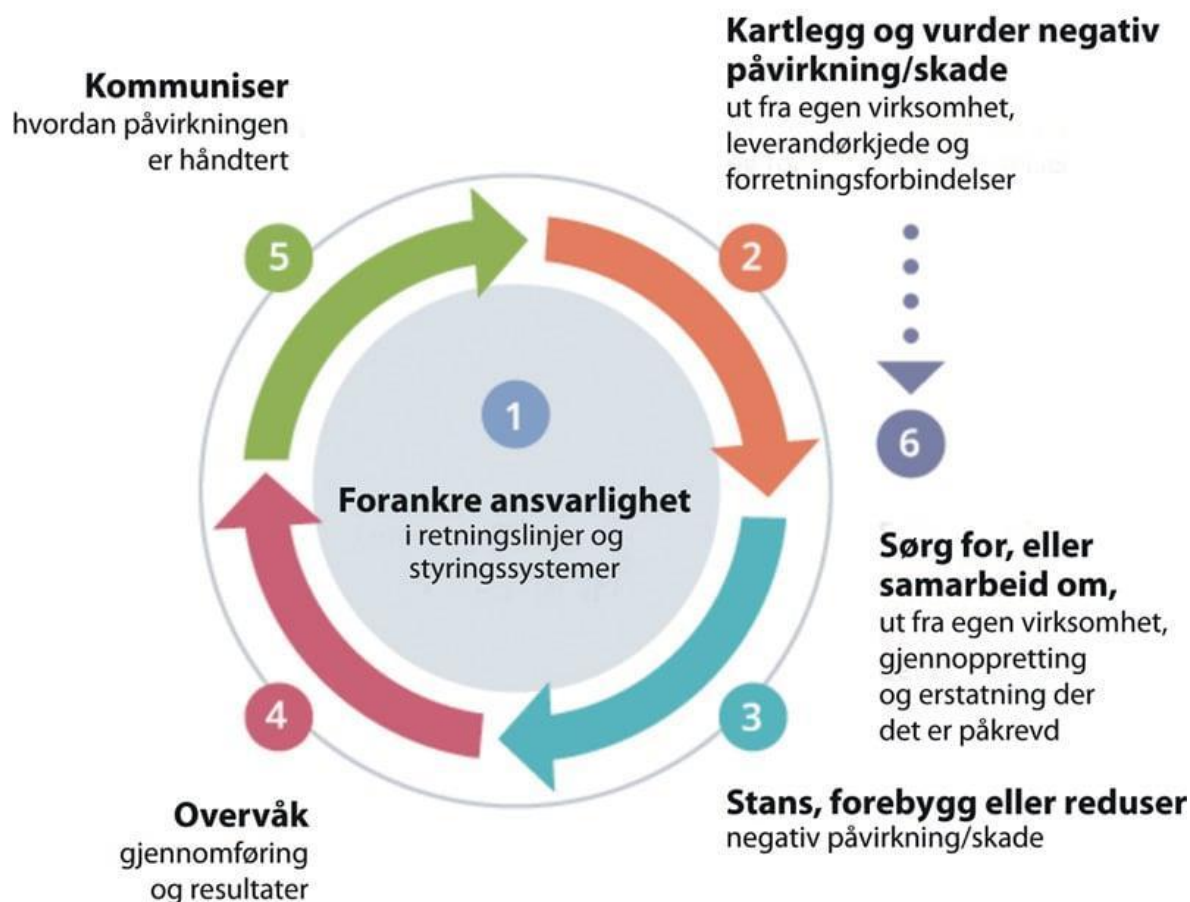 Kommuniser
hvordan påvirkningen
er håndtert
5
Kartlegg og vurder negativ
påvirkning/skade
ut fra egen virksomhet,
leverandørkjede og
forretningsforbindelser
2
1
Forankre ansvarlighet
i retningslinjer og
styringssystemer
6
Sørg for, eller
samarbeid om,
ut fra egen virksomhet,
gjennoppretting
og erstatning der
det er påkrevd
4
Overvåk
gjennomføring
og resultater
3
Stans, forebygg eller reduser
negativ påvirkning/skade